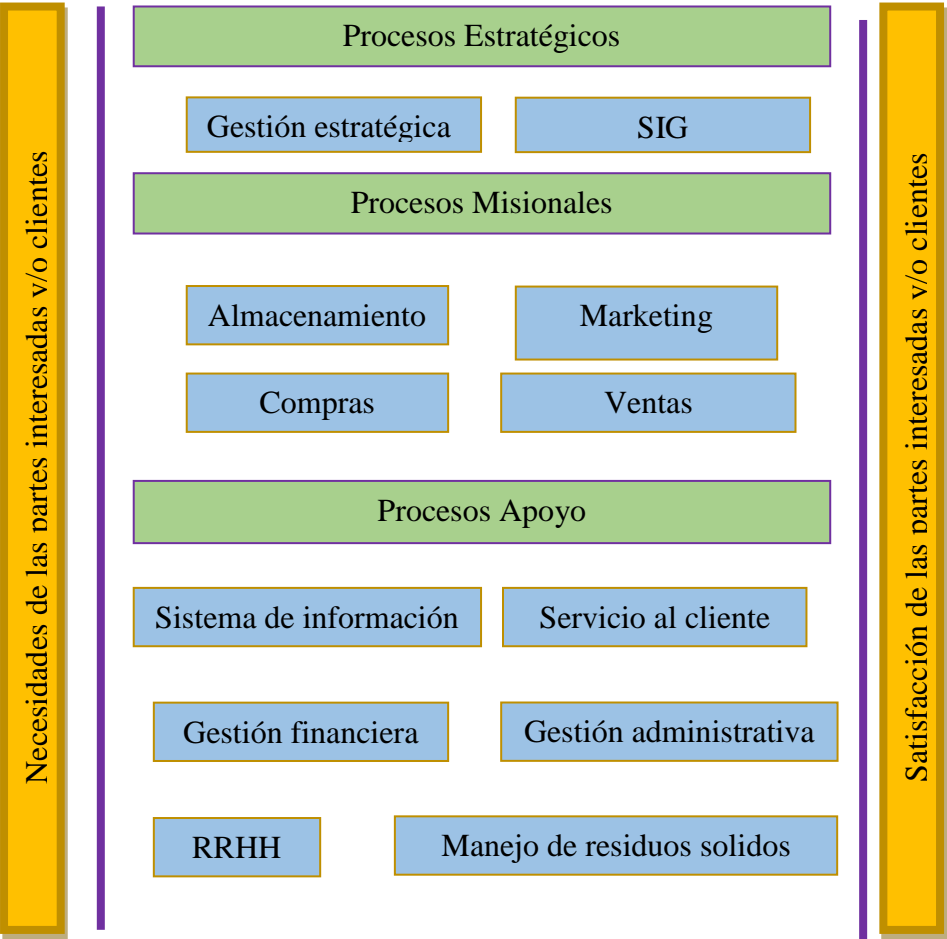 Necesidades de las partes interesadas y/o clientes
Procesos Estratégicos
Gestión estratégica
SIG
Procesos Misionales
Almacenamiento
Marketing
Compras
Ventas
Procesos Apoyo
Sistema de información
Servicio al cliente
Gestión financiera
Gestión administrativa
RRHH
Manejo de residuos solidos
Satisfacción de las partes interesadas y/o clientes